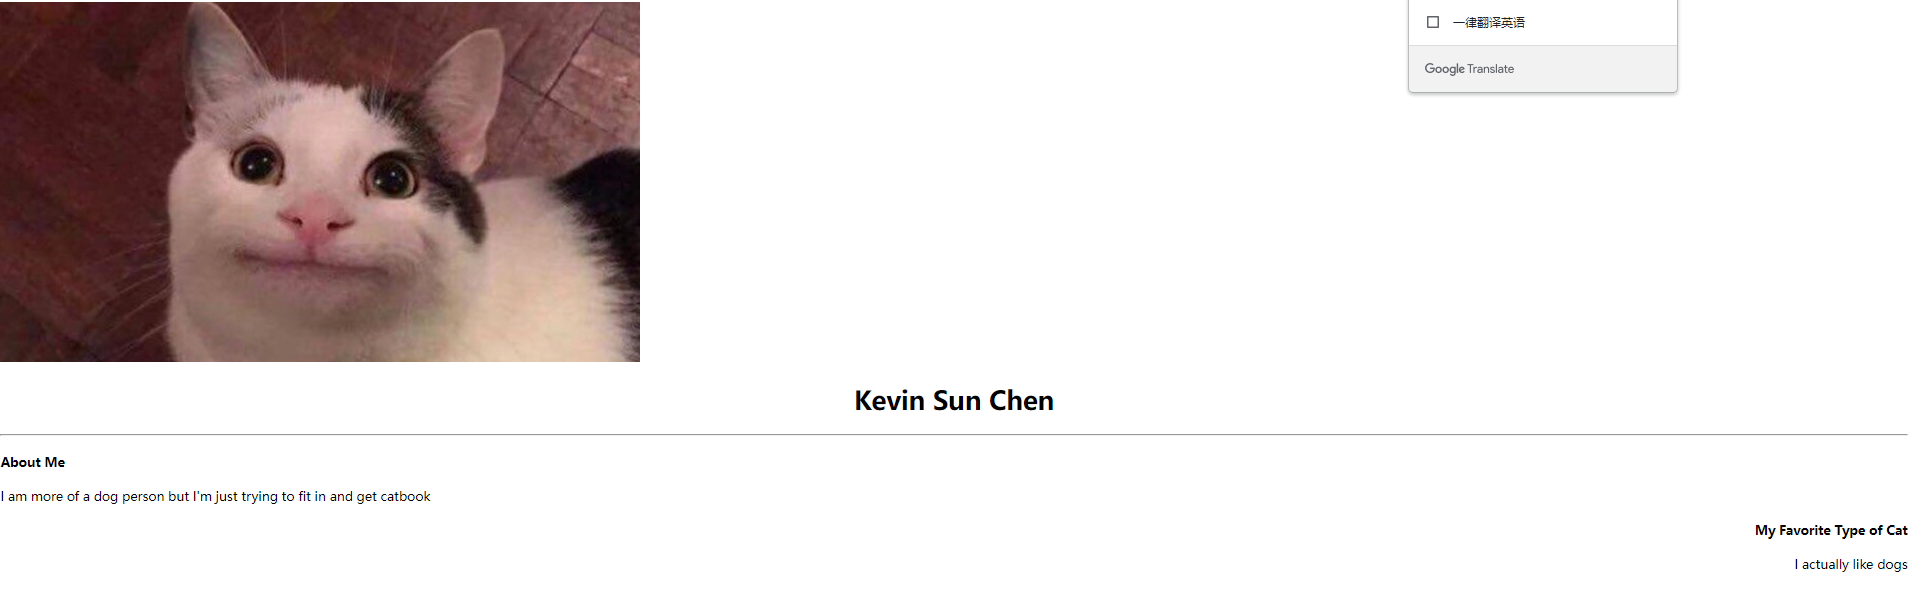 一律翻译英语
Google Translate
Kevin Sun Chen
About Me
I am more of a dog person but I'm just trying to fit in and get catbook
My Favorite Type of Cat
I actually like dogs